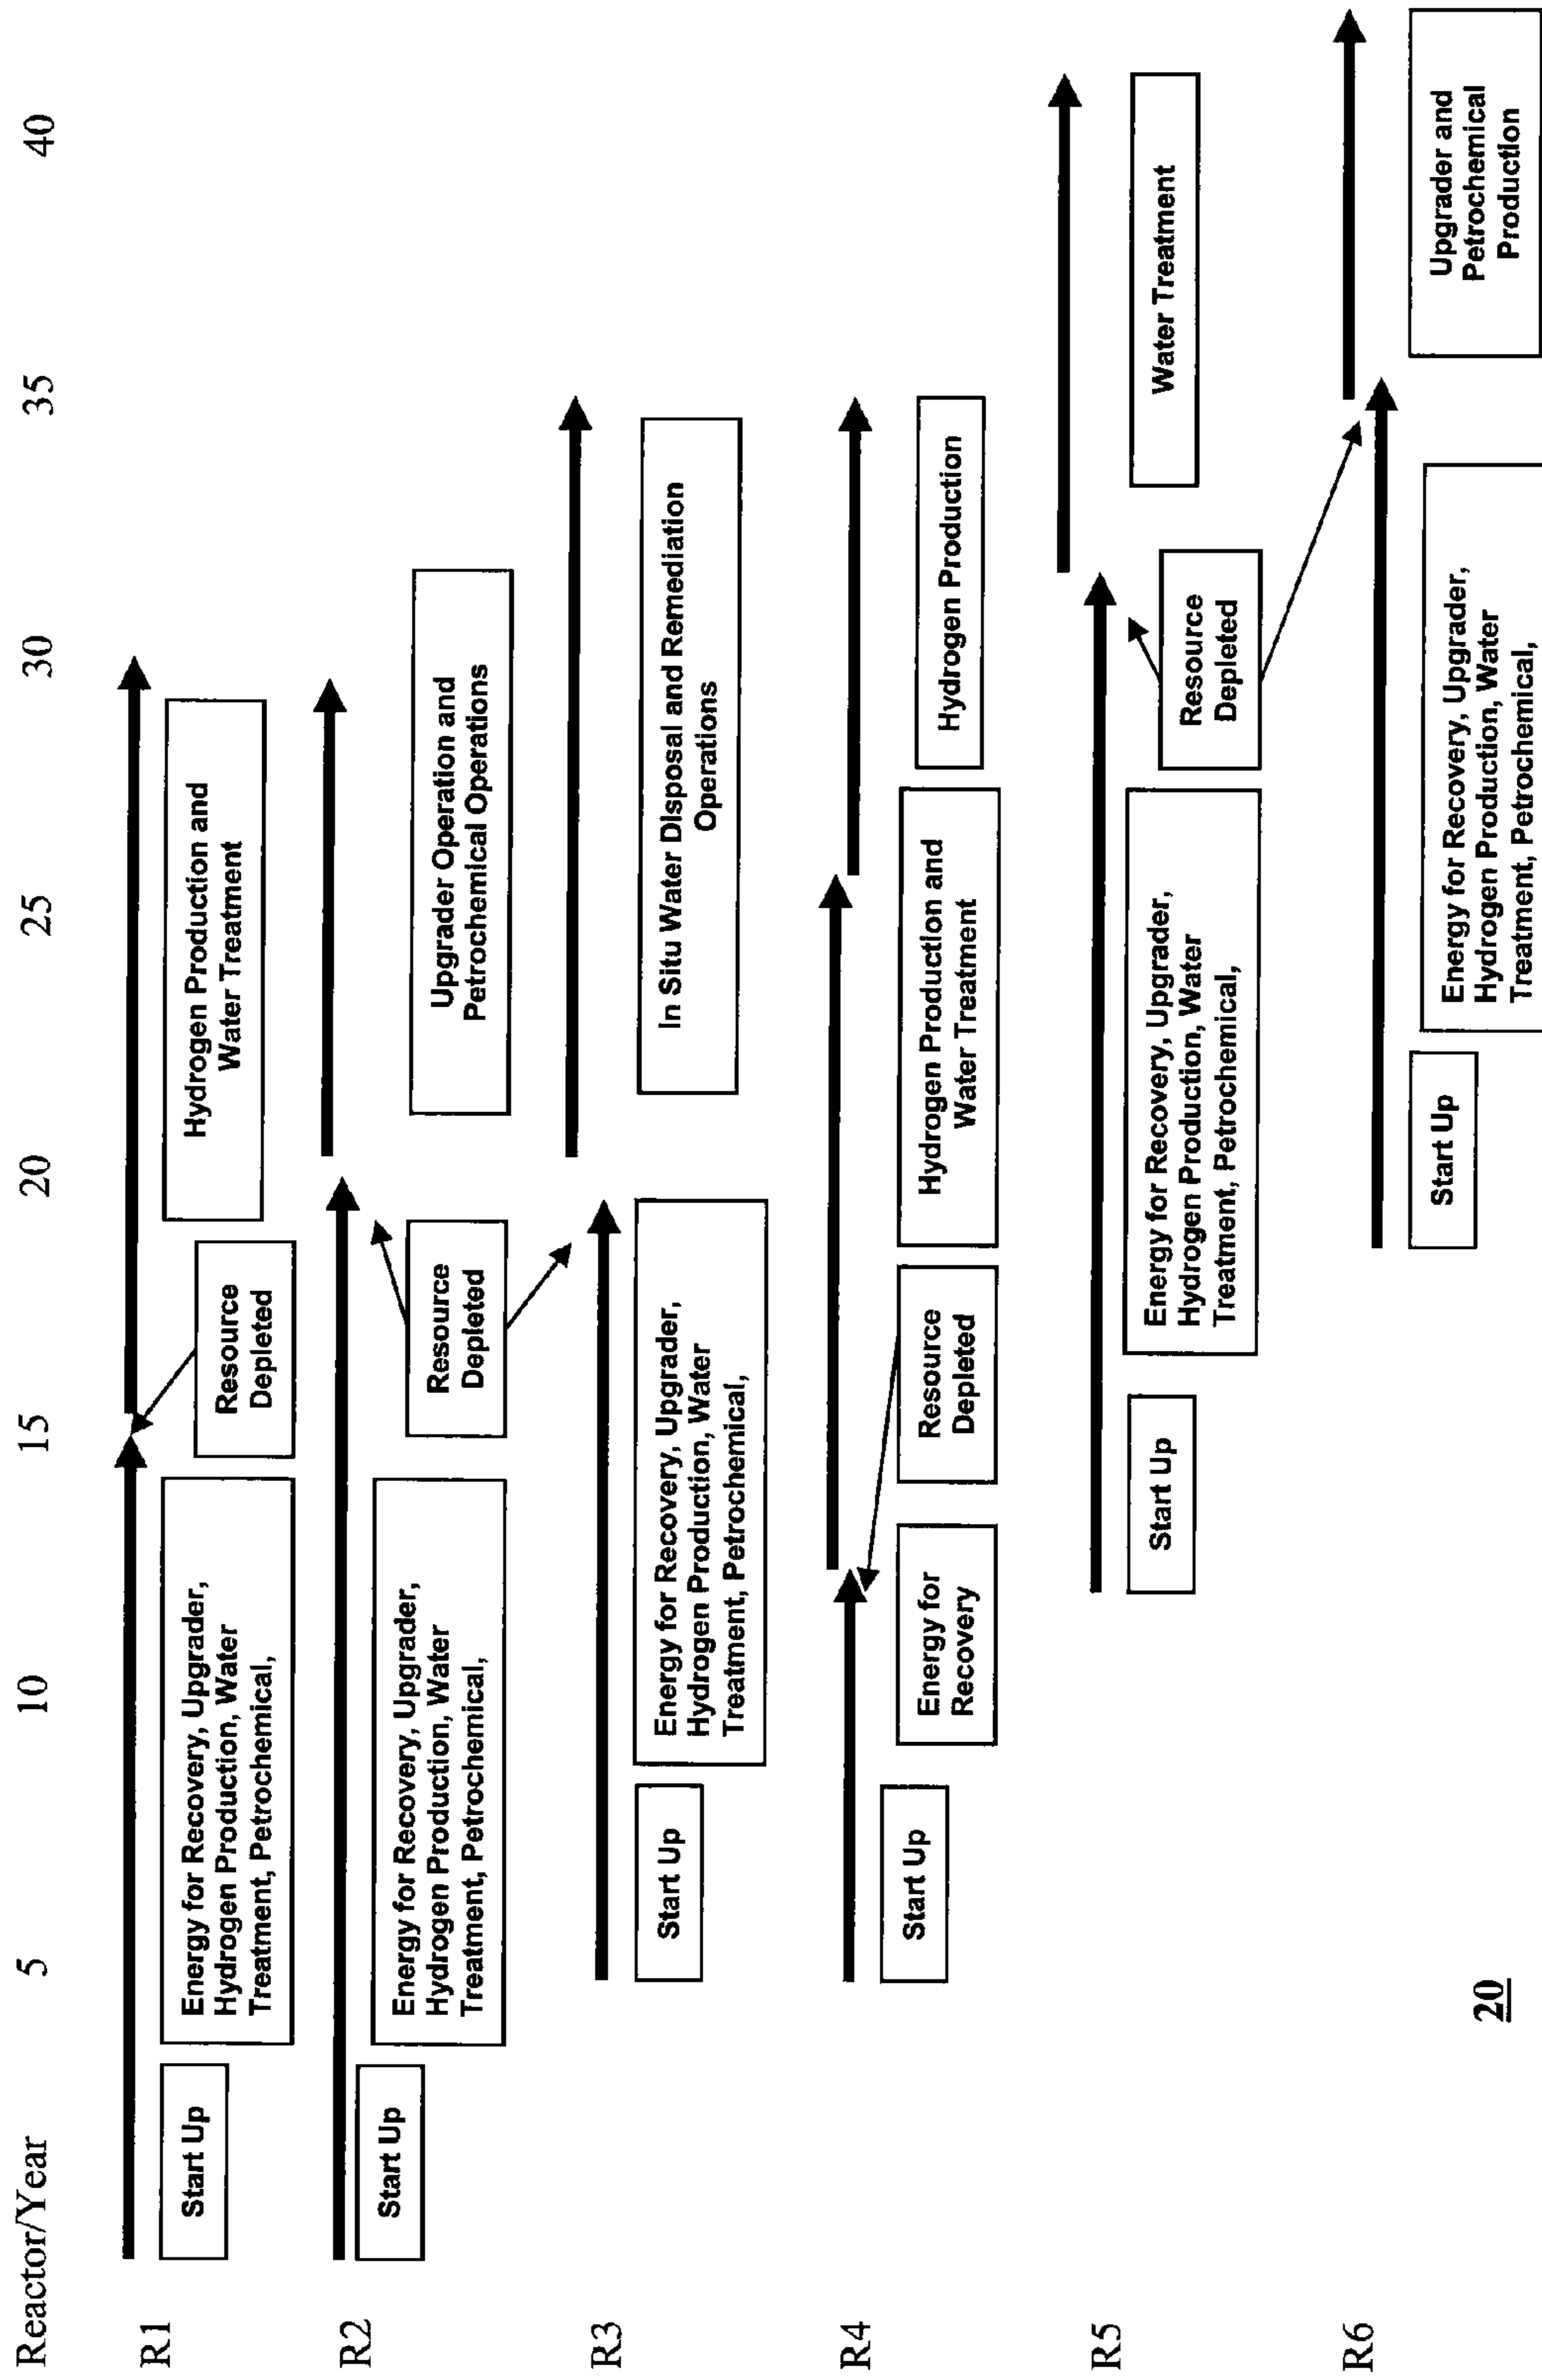 Reactor/Year 5 10 15 20 25 30 35 40
R1
Start Up
Energy for Recovery, Upgrader,
Hydrogen Production, Water
Treatment, Petrochemical,
Resource
Depleted
Hydrogen Production and
Water Treatment
R2
Start Up
Energy for Recovery, Upgrader,
Hydrogen Production, Water
Treatment, Petrochemical,
Resource
Depleted
Upgrader Operation and
Petrochemical Operations
R3
Start Up
Energy for Recovery, Upgrader,
Hydrogen Production, Water
Treatment, Petrochemical,
In Situ Water Disposal and Remediation
Operations
R4
Start Up
Energy for
Recovery
Resource
Depleted
Hydrogen Production and
Water Treatment
Hydrogen Production
R5
Start Up
Energy for Recovery, Upgrader,
Hydrogen Production, Water
Treatment, Petrochemical,
Resource
Depleted
Water Treatment
R6
Start Up
Energy for Recovery, Upgrader,
Hydrogen Production, Water
Treatment, Petrochemical,
Upgrader and
Petrochemical
Production
20